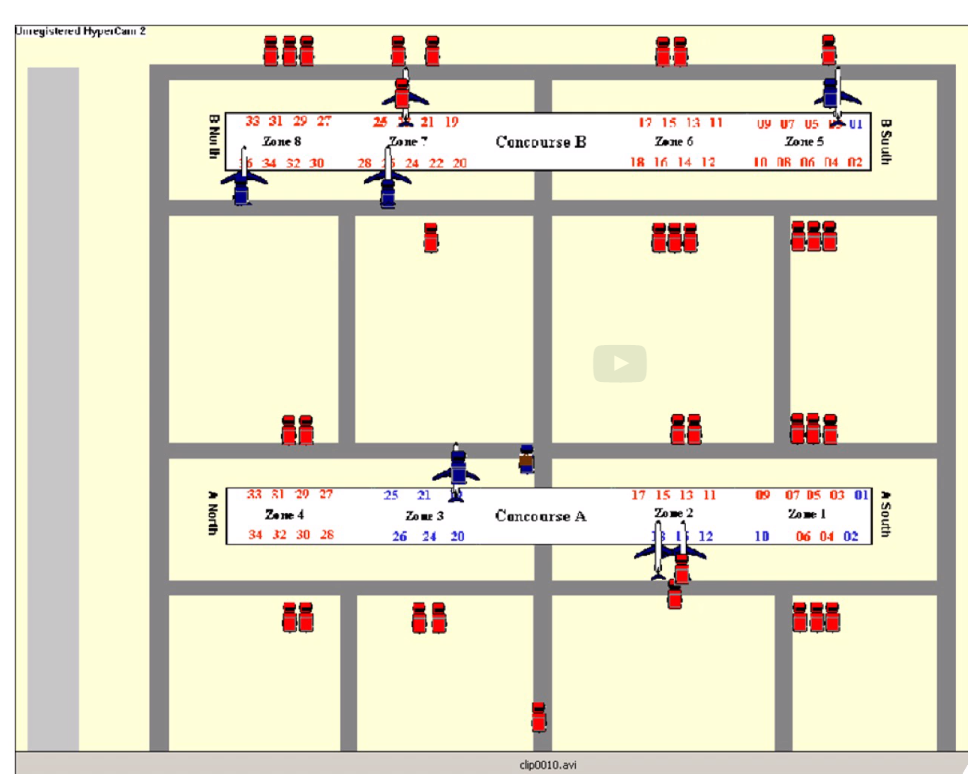 Unregistered HyperCam 2
B North
33 31 29 27
25 21 19
17 15 13 11
09 07 05 01
B South
Zone 8
Zone 7
Concourse B
Zone 6
Zone 5
34 32 30
28 24 22 20
18 16 14 12
10 08 06 04 02
A North
33 31 29 27
25 21
17 15 13 11
09 07 05 03 01
A South
Zone 4
Zone 3
Concourse A
Zone 2
Zone 1
34 32 30 28
26 24 20
12
10 06 04 02
clip0010.avi